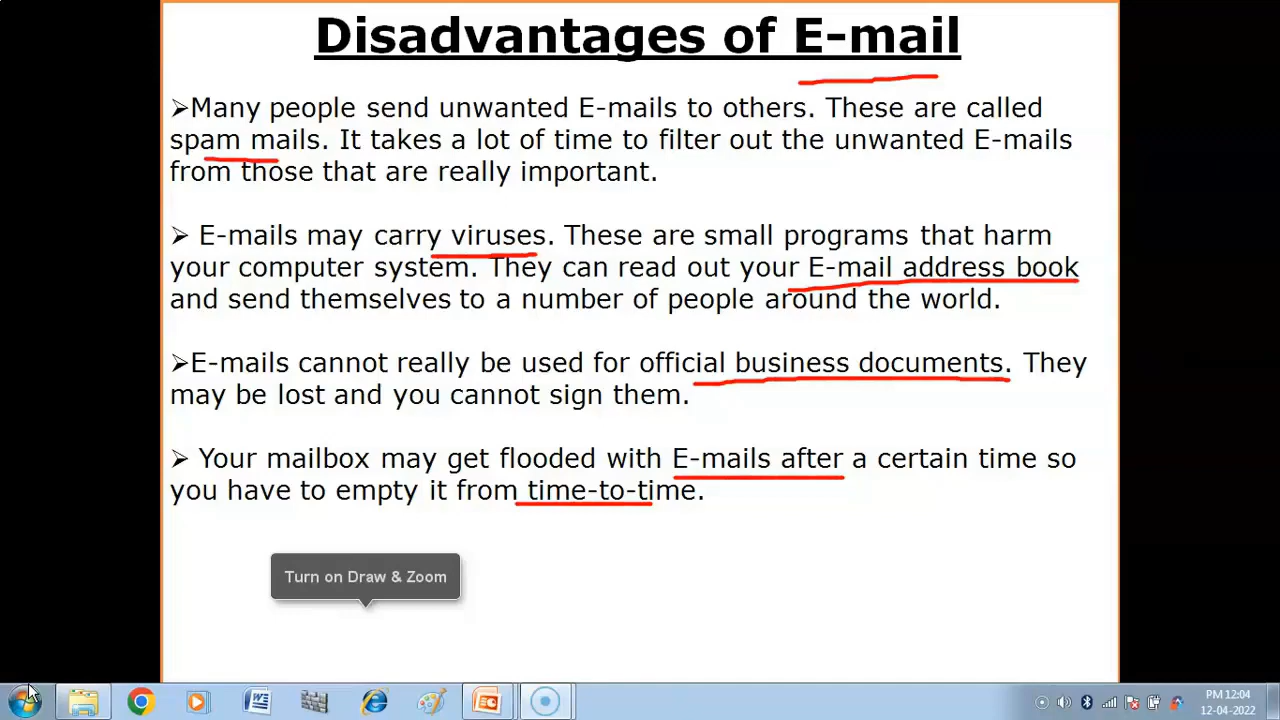 Disadvantages of E-mail
➢Many people send unwanted E-mails to others. These are called
spam mails. It takes a lot of time to filter out the unwanted E-mails
from those that are really important.
➢ E-mails may carry viruses. These are small programs that harm
your computer system. They can read out your E-mail address book
and send themselves to a number of people around the world.
➢E-mails cannot really be used for official business documents. They
may be lost and you cannot sign them.
➢ Your mailbox may get flooded with E-mails after a certain time so
you have to empty it from time-to-time.
Turn on Draw & Zoom
PM 12:04
12-04-2022